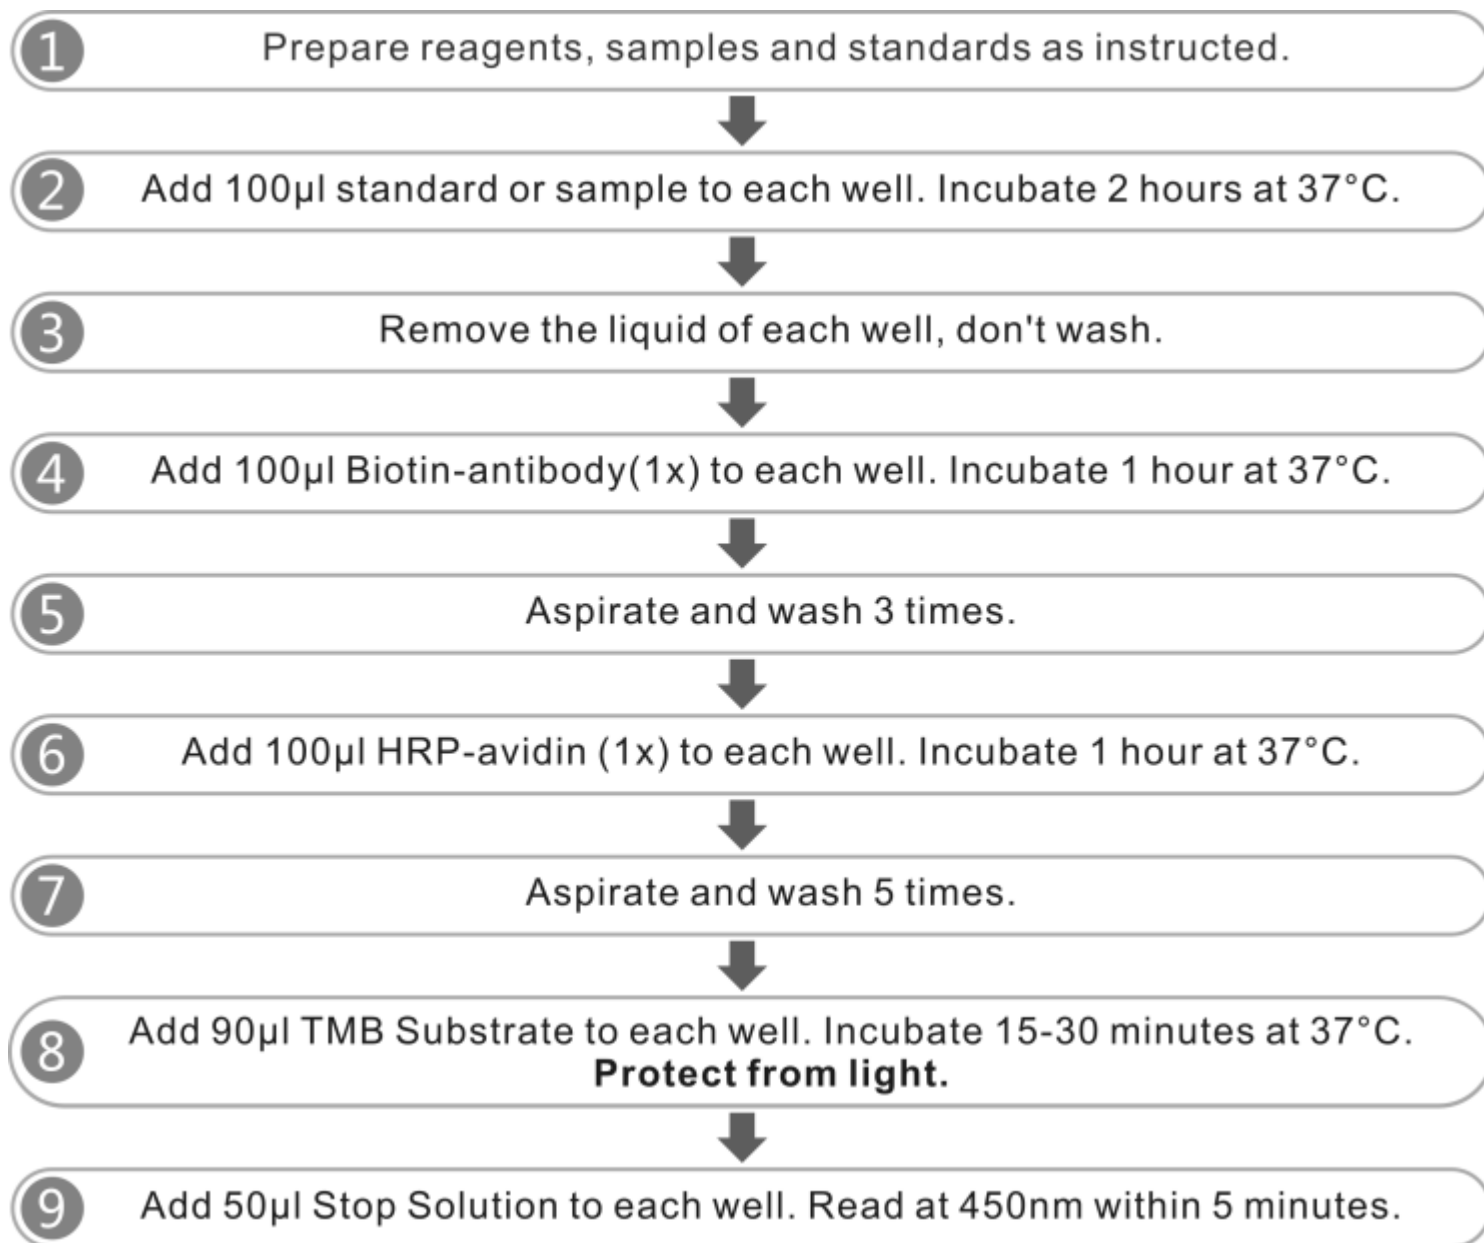 1
Prepare reagents, samples and standards as instructed.
2
Add 100μl standard or sample to each well. Incubate 2 hours at 37°C.
3
Remove the liquid of each well, don't wash.
4
Add 100μl Biotin-antibody(1x) to each well. Incubate 1 hour at 37°C.
5
Aspirate and wash 3 times.
6
Add 100μl HRP-avidin (1x) to each well. Incubate 1 hour at 37°C.
7
Aspirate and wash 5 times.
8
Add 90μl TMB Substrate to each well. Incubate 15-30 minutes at 37°C.
Protect from light.
9
Add 50μl Stop Solution to each well. Read at 450nm within 5 minutes.